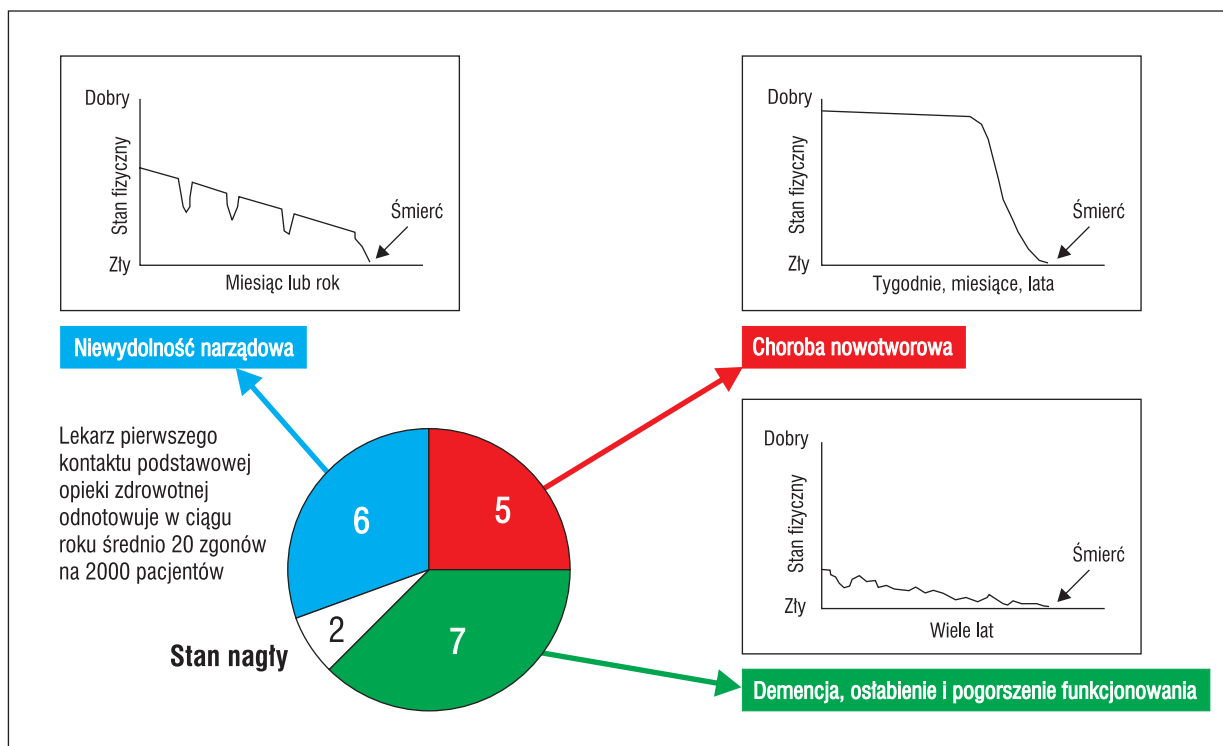 Dobry
Stan fizyczny
Zły
Śmierć
Miesiąc lub rok
Niewydolność narządowa
Dobry
Stan fizyczny
Zły
Śmierć
Tygodnie, miesiące, lata
Choroba nowotworowa
Lekarz pierwszego
kontaktu podstawowej
opieki zdrowotnej
odnotowuje w ciągu
roku średnio 20 zgonów
na 2000 pacjentów
6
5
2
7
Stan nagły
Dobry
Stan fizyczny
Zły
Śmierć
Wiele lat
Demencja, osłabienie i pogorszenie funkcjonowania